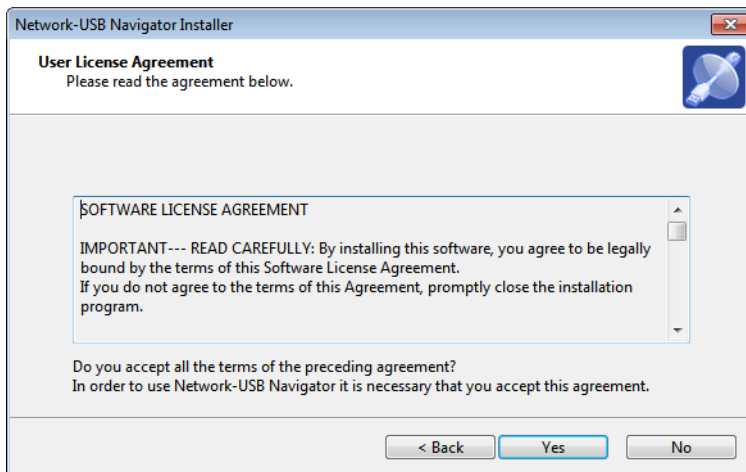 Network-USB Navigator Installer
User License Agreement
Please read the agreement below.
SOFTWARE LICENSE AGREEMENT
IMPORTANT--- READ CAREFULLY: By installing this software, you agree to be legally
bound by the terms of this Software License Agreement.
If you do not agree to the terms of this Agreement, promptly close the installation
program.
Do you accept all the terms of the preceding agreement?
In order to use Network-USB Navigator it is necessary that you accept this agreement.
< Back Yes No